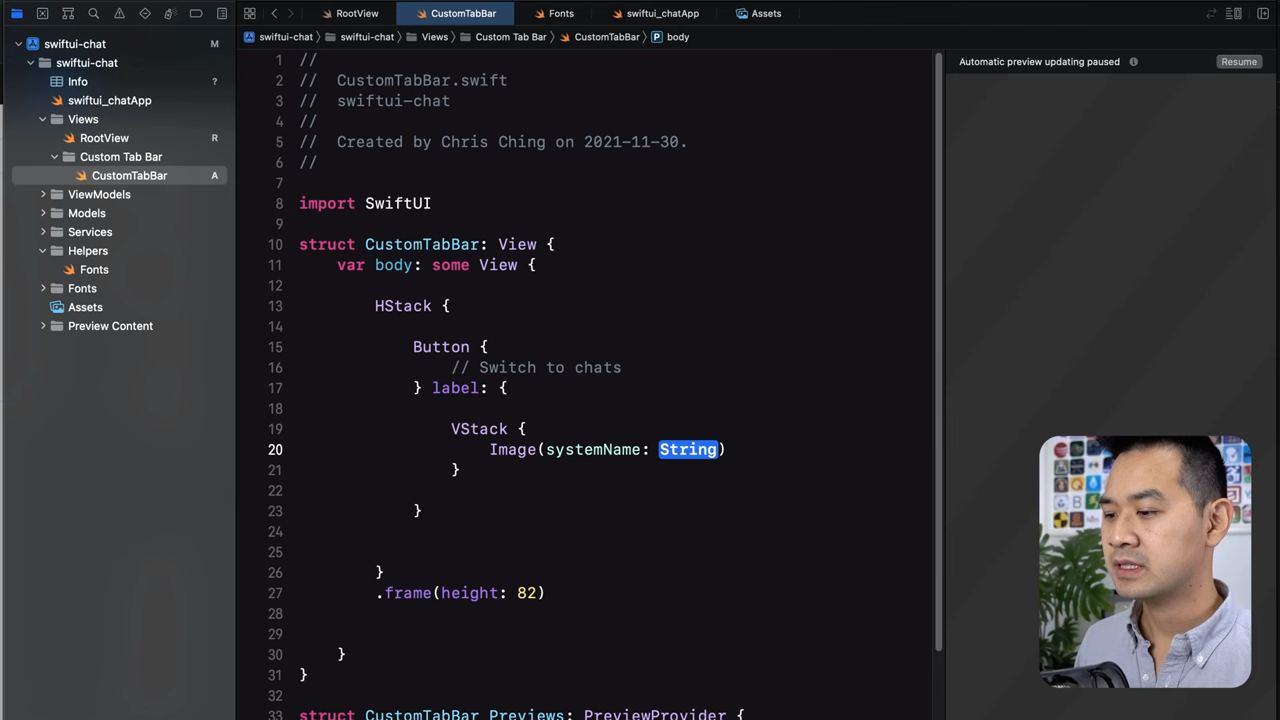 RootView
CustomTabBar
Fonts
swiftui_chatApp
Assets
swiftui-chat
M
swiftui-chat
swiftui-chat
Views
Custom Tab Bar
CustomTabBar
P
body
swiftui-chat
Info
?
swiftui_chatApp
Views
RootView
R
Custom Tab Bar
CustomTabBar
A
ViewModels
Models
Services
Helpers
Fonts
Fonts
Assets
Preview Content
1 //
2 //  CustomTabBar.swift
3 //  swiftui-chat
4 //
5 //  Created by Chris Ching on 2021-11-30.
6 //
7
8 import SwiftUI
9
10 struct CustomTabBar: View {
11     var body: some View {
12
13         HStack {
14
15             Button {
16                 // Switch to chats
17             } label: {
18
19                 VStack {
20                     Image(systemName: String)
21                 }
22
23             }
24
25
26         }
27         .frame(height: 82)
28
29
30     }
31 }
32
33 struct CustomTabBar_Previews: PreviewProvider {
Automatic preview updating paused
Resume